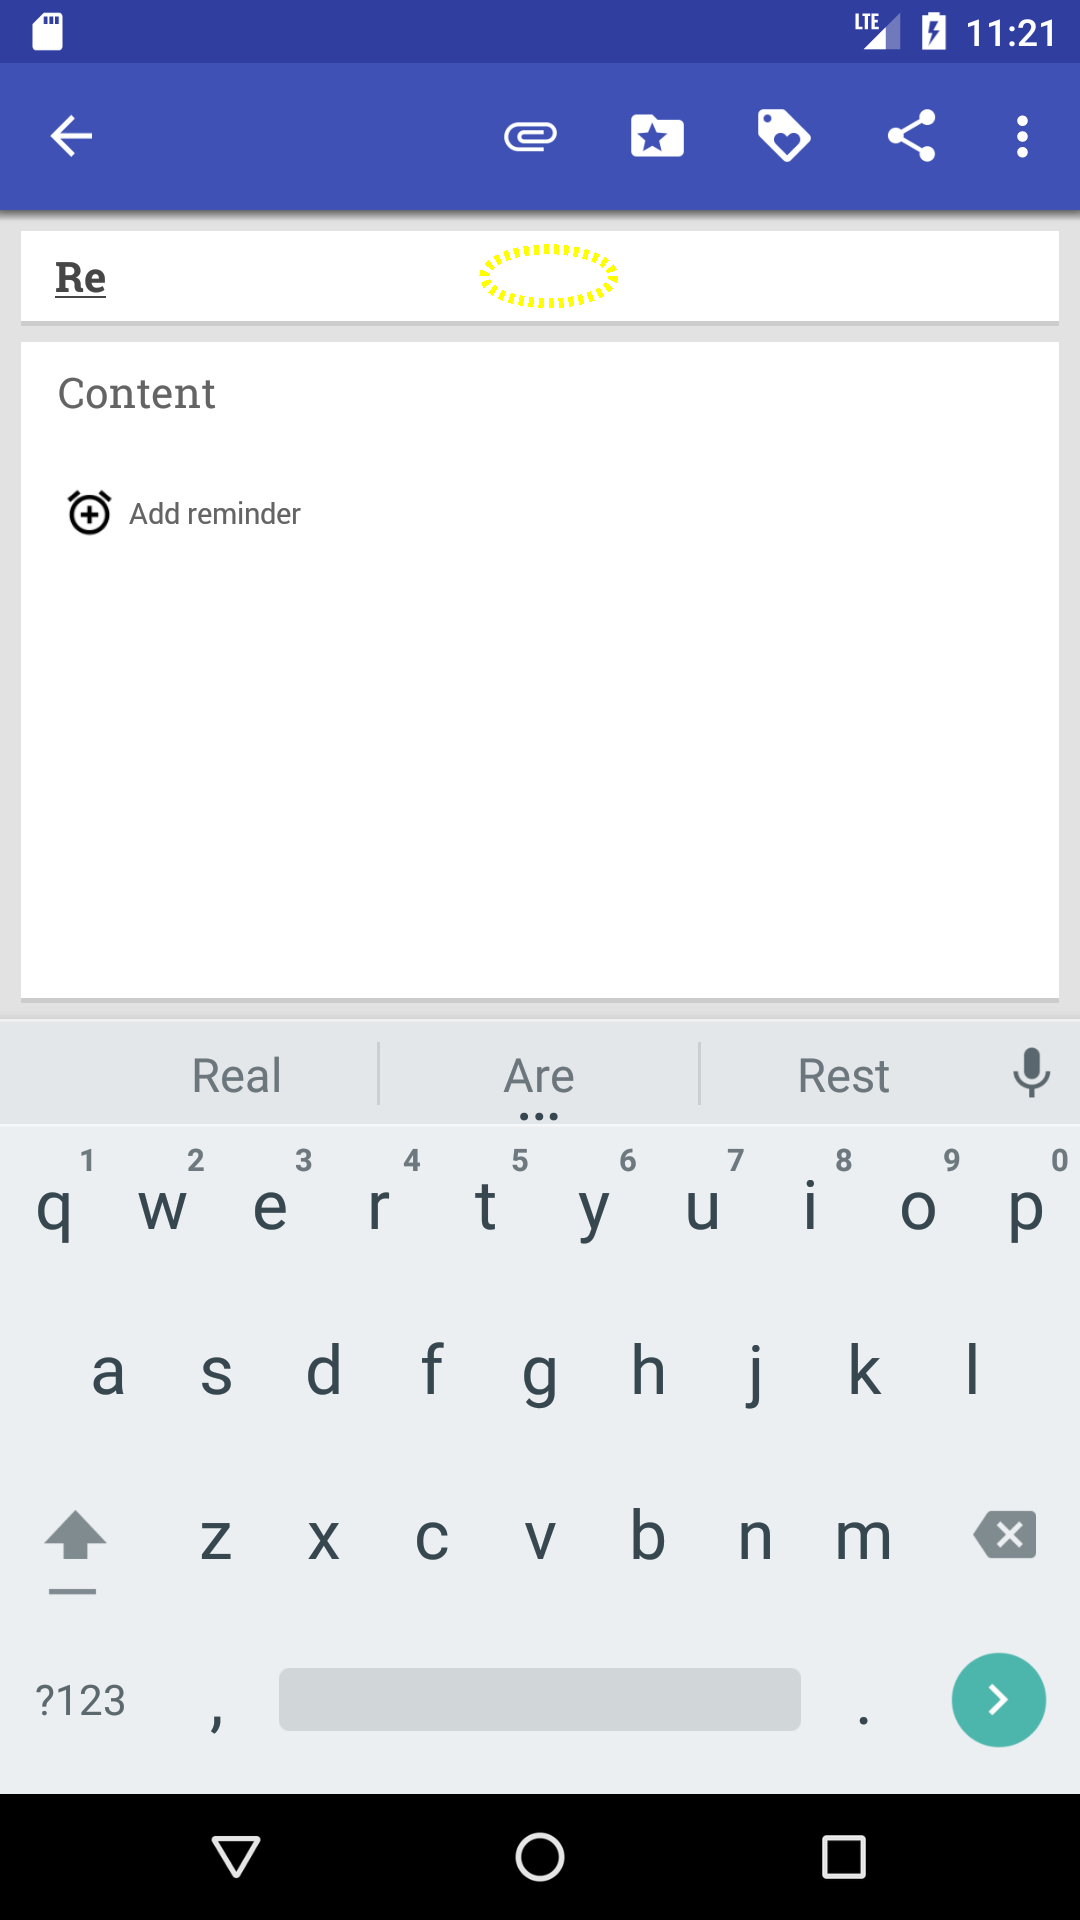 LTE 11:21
Re
Content
Add reminder
Real Are Rest
1 2 3 4 5 6 7 8 9 0
q w e r t y u i o p
a s d f g h j k l
z x c v b n m
?123 , .